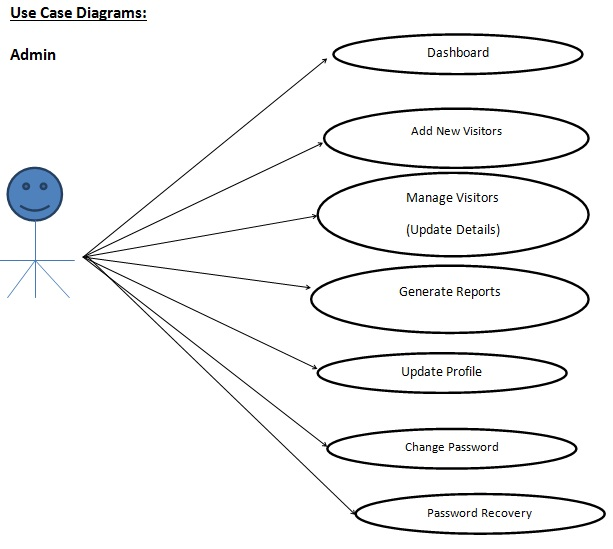 Use Case Diagrams:
Admin
Dashboard
Add New Visitors
Manage Visitors
(Update Details)
Generate Reports
Update Profile
Change Password
Password Recovery